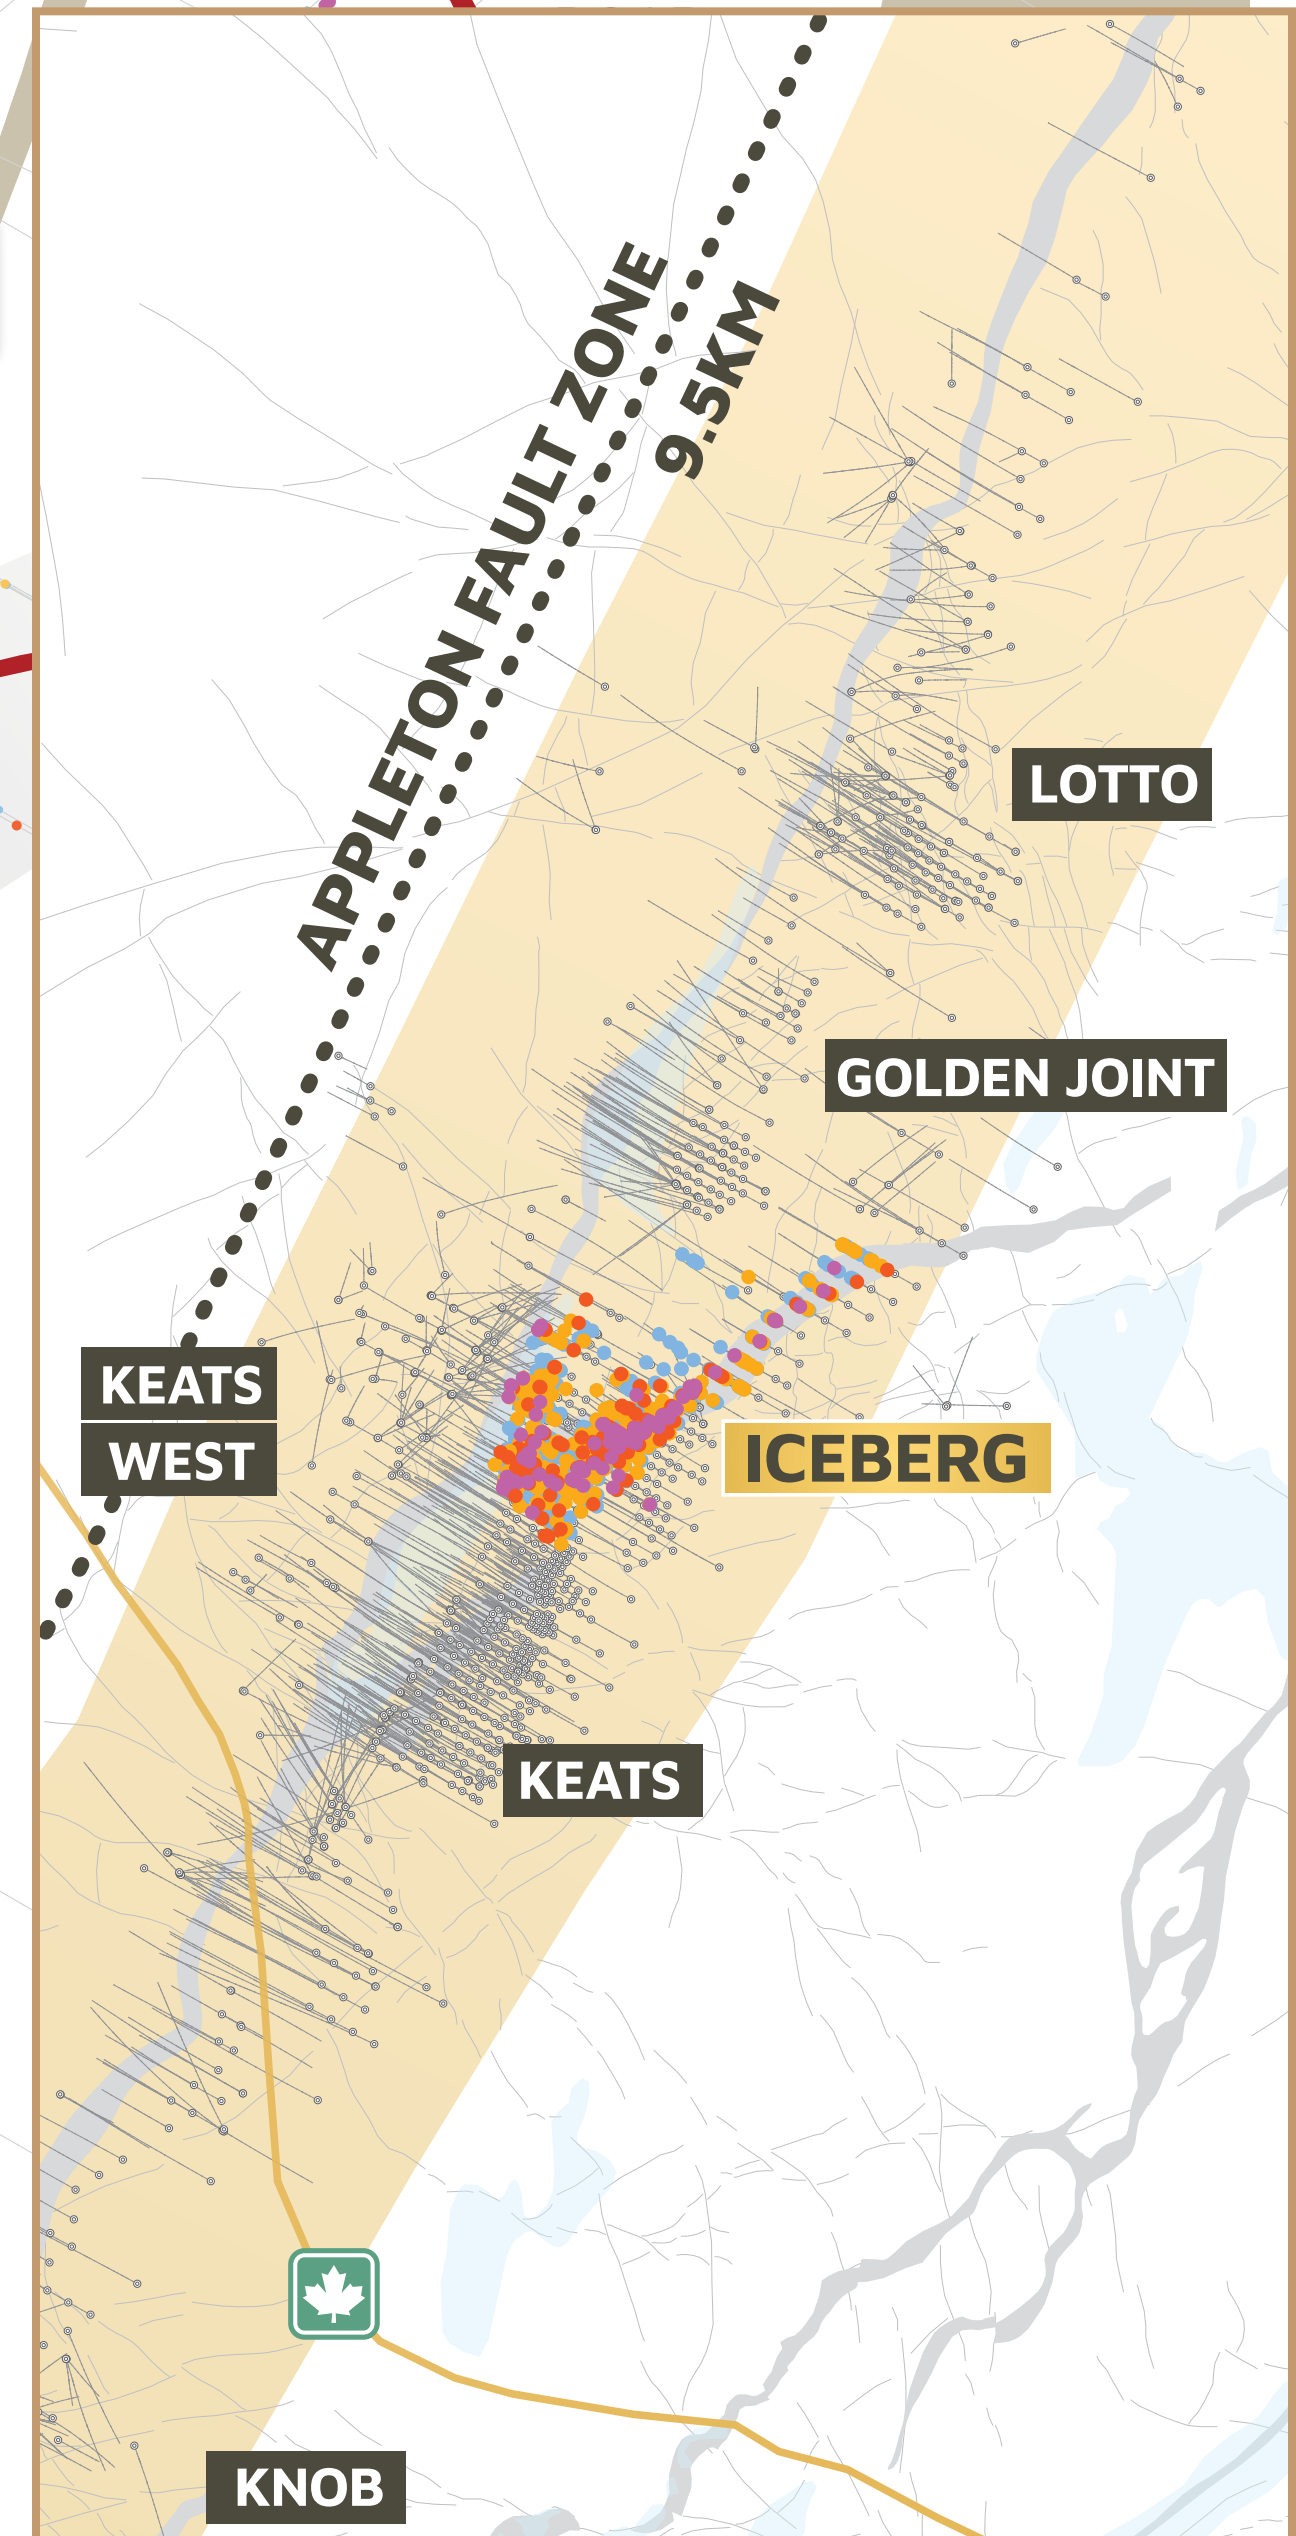 APPLETON FAULT ZONE
9.5KM
LOTTO
GOLDEN JOINT
KEATS
WEST
ICEBERG
KEATS
KNOB